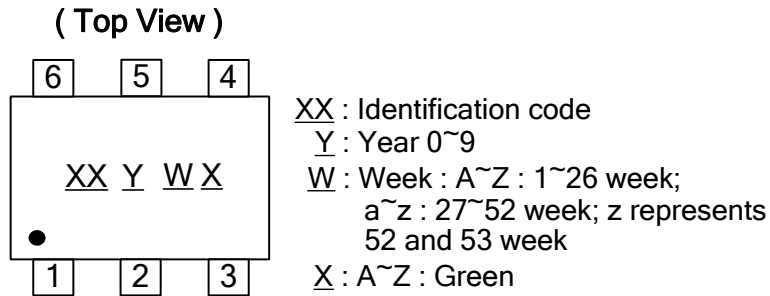 ( Top View )
6 5 4
XX Y W X
1 2 3
XX : Identification code
Y : Year 0~9
W : Week : A~Z : 1~26 week;
a~z : 27~52 week; z represents
52 and 53 week
X : A~Z : Green